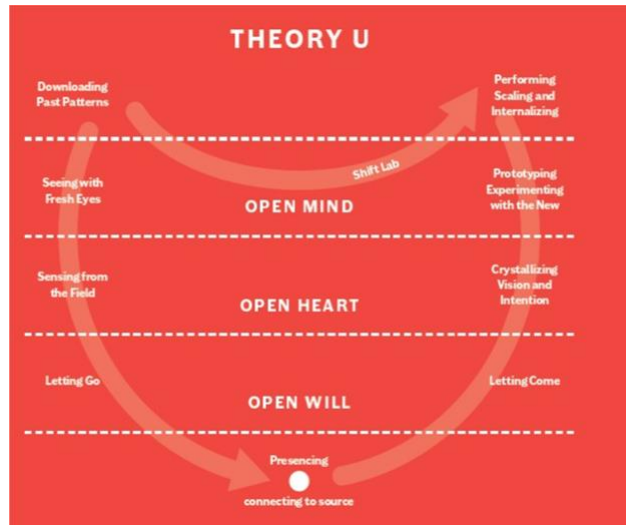 THEORY U
Downloading
Past Patterns
Performing
Scaling and
Internalizing
Shift Lab
Seeing with
Fresh Eyes
OPEN MIND
Prototyping
Experimenting
with the New
Sensing from
the Field
OPEN HEART
Crystallizing
Vision and
Intention
Letting Go
OPEN WILL
Letting Come
Presencing
connecting to source